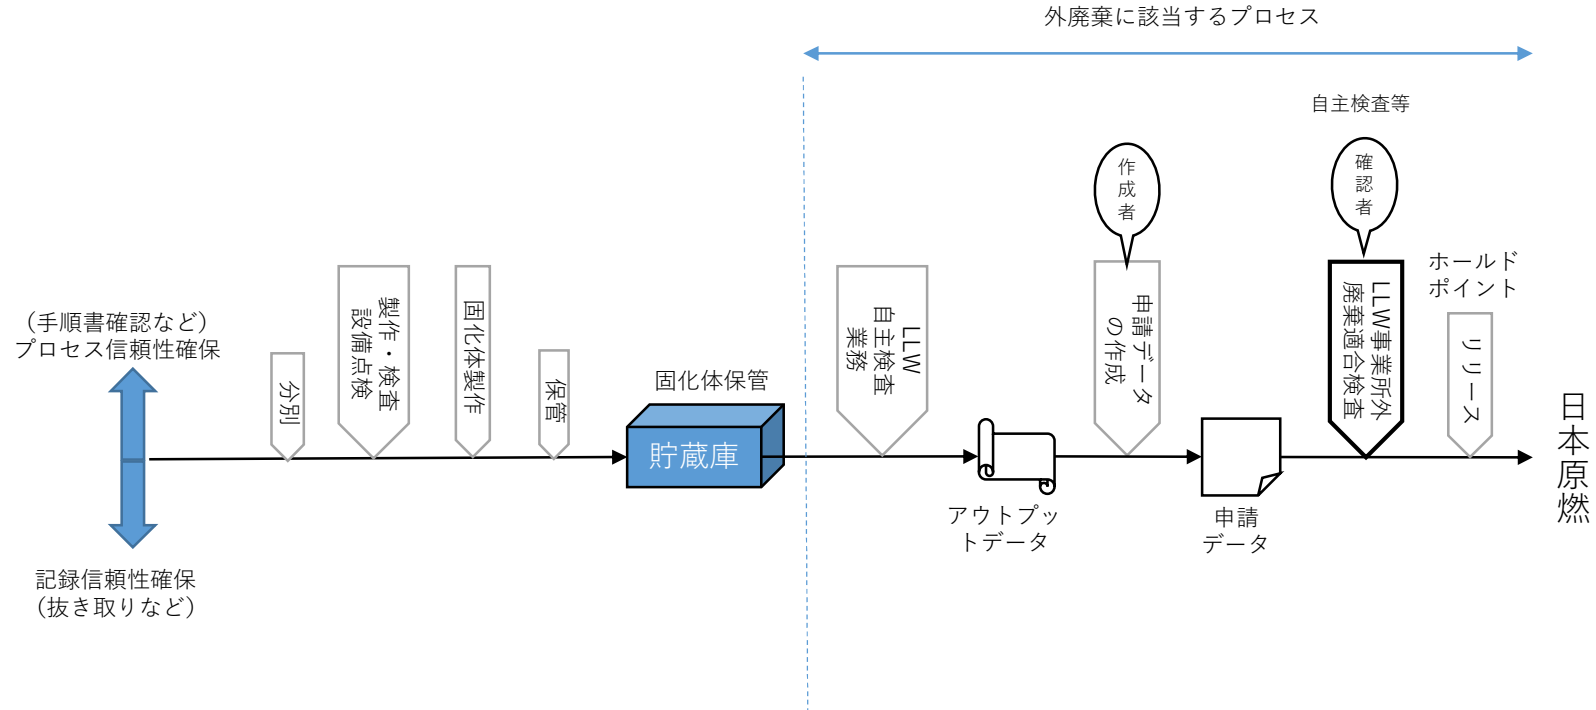 外廃棄に該当するプロセス
自主検査等
作成者
確認者
ホールド
ポイント
（手順書確認など）
プロセス信頼性確保
分別
製作・検査
設備点検
固化体製作
保管
固化体保管
貯蔵庫
LLW
自主検査
業務
申請データ
の作成
LLW事業所外
廃棄適合検査
リリース
日本原燃
アウトプッ
トデータ
申請
データ
記録信頼性確保
（抜き取りなど）